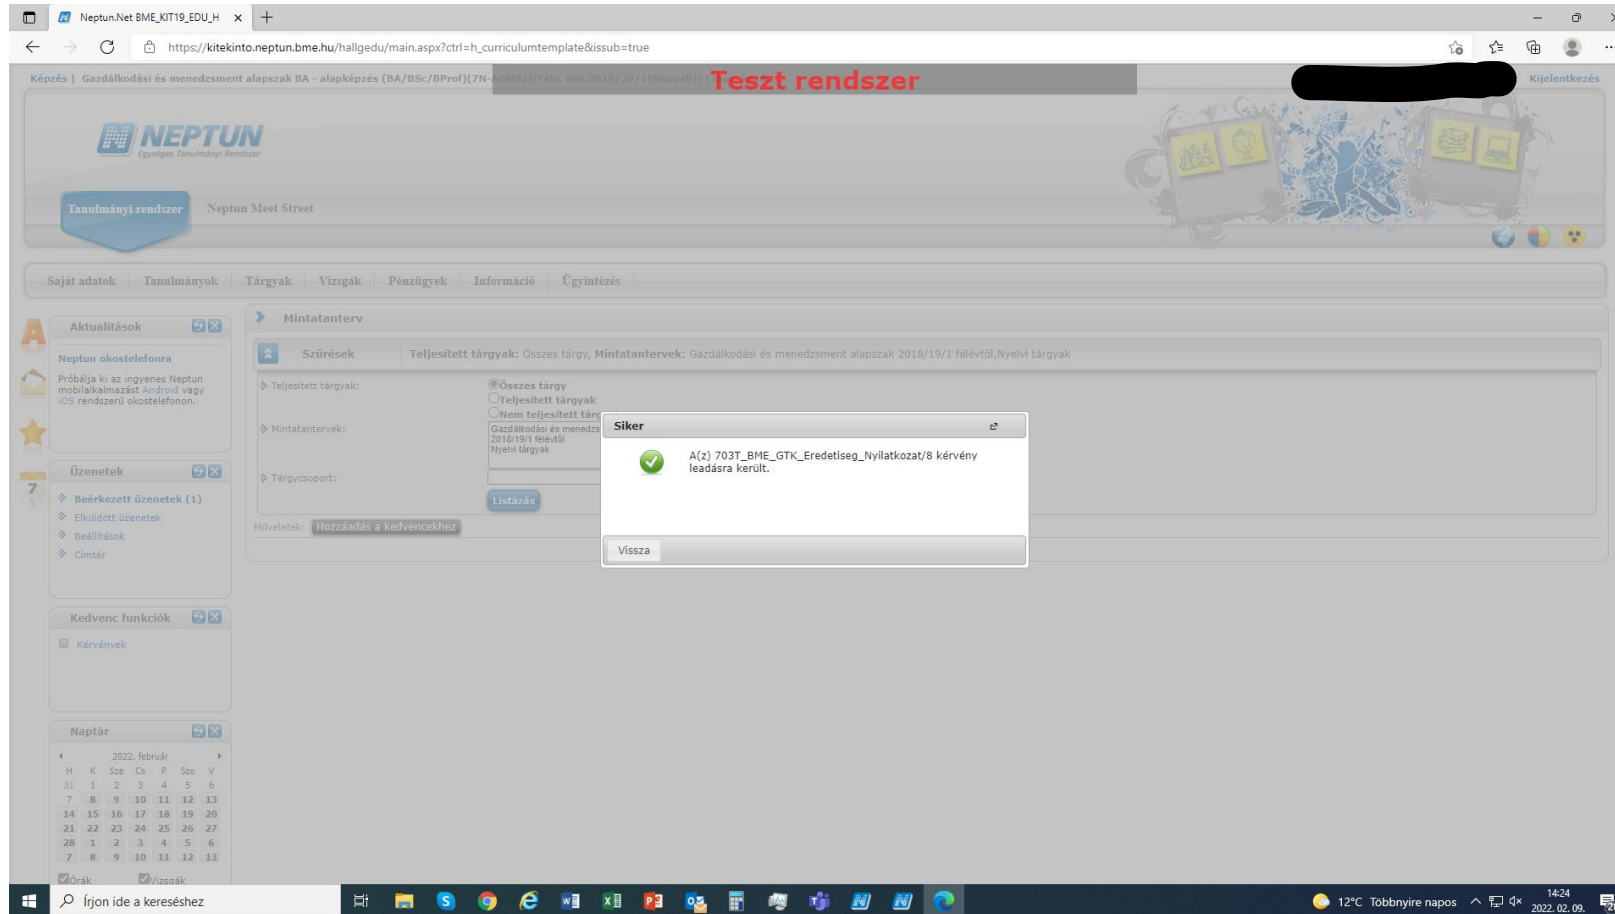 Neptun.Net BME_KIT19_EDU_H
https://kitekinto.neptun.bme.hu/hallgedu/main.aspx?ctrl=h_curriculumtemplate&issub=true
Képzés | Gazdálkodási és menedzsment alapszak BA - alapképzés (BA/BSc/BProf)(7N-
Teszt rendszer
Kijelentkezés
NEPTUN
Egységes Tanulmányi Rendszer
Tanulmányi rendszer
Neptun Meet Street
Saját adatok Tanulmányok Tárgyak Vizsgák Pénzügyek Információ Ügyintézés
Aktualitások
Neptun okostelefonra
Próbálja ki az ingyenes Neptun
mobilalkalmazást Android vagy
iOS rendszerű okostelefonon.
Üzenetek
7
Beérkezett üzenetek (1)
Elküldött üzenetek
Beállítások
Címtár
Kedvenc funkciók
Kérvények
Naptár
2022. február
H K Sze Cs P Szo V
31 1 2 3 4 5 6
7 8 9 10 11 12 13
14 15 16 17 18 19 20
21 22 23 24 25 26 27
28 1 2 3 4 5 6
7 8 9 10 11 12 13
Órák Vizsgák
Mintatanterv
Szűrések Teljesített tárgyak: Összes tárgy, Mintatantervek: Gazdálkodási és menedzsment alapszak 2018/19/1 félévtől,Nyelvi tárgyak
Teljesített tárgyak:
Összes tárgy
Teljesített tárgyak
Nem teljesített
Mintatantervek:
Gazdálkodási és menedzs
2018/19/1 félévtől
Nyelvi tárgyak
Tárgycsoport:
Listázás
Műveletek: Hozzáadás a kedvencekhez
Siker
A(z) 703T_BME_GTK_Eredetiseg_Nyilatkozat/8 kérvény
leadásra került.
Vissza
Írjon ide a kereséshez
12°C Többnyire napos
14:24
2022. 02. 09.